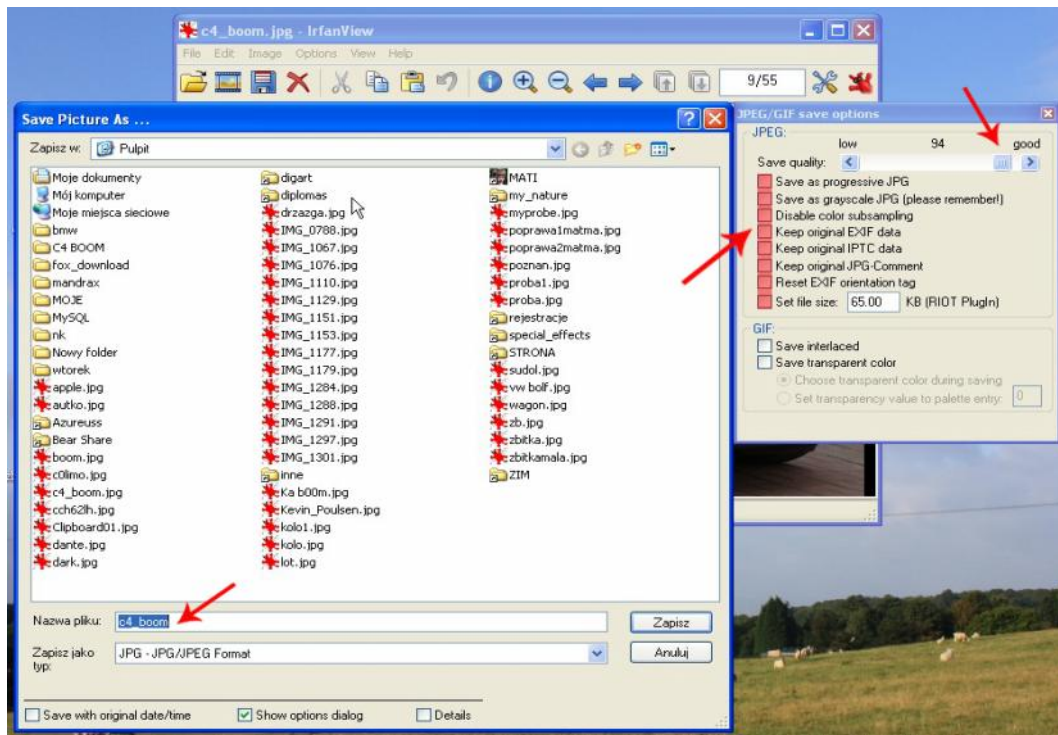 c4_boom.jpg - IrfanView
File Edit Image Options View Help
9/55
Save Picture As ...
Zapisz w: Pulpit
Moje dokumenty
Mój komputer
Moje miejsca sieciowe
bmw
C4 BOOM
fox_download
mandrax
MOJE
MySQL
nk
Nowy folder
wtorek
apple.jpg
autko.jpg
Azureuss
Bear Share
boom.jpg
c0limo.jpg
c4_boom.jpg
cch62lh.jpg
Clipboard01.jpg
dante.jpg
dark.jpg
digart
diplomas
drzazga.jpg
IMG_0788.jpg
IMG_1067.jpg
IMG_1076.jpg
IMG_1110.jpg
IMG_1129.jpg
IMG_1151.jpg
IMG_1153.jpg
IMG_1177.jpg
IMG_1179.jpg
IMG_1284.jpg
IMG_1288.jpg
IMG_1291.jpg
IMG_1297.jpg
IMG_1301.jpg
inne
Ka b00m.jpg
Kevin_Poulsen.jpg
kolo1.jpg
kolo.jpg
lot.jpg
MATI
my_nature
myprobe.jpg
poprawa1matma.jpg
poprawa2matma.jpg
poznan.jpg
proba1.jpg
proba.jpg
rejestracje
special_effects
STRONA
sudol.jpg
vw bolf.jpg
wagon.jpg
zb.jpg
zbitka.jpg
zbitkamala.jpg
ZIM
Nazwa pliku: c4_boom
Zapisz
Zapisz jako typ: JPG - JPG/JPEG Format
Anuluj
Save with original date/time
Show options dialog
Details
JPEG/GIF save options
JPEG:
low 94 good
Save quality:
Save as progressive JPG
Save as grayscale JPG (please remember!)
Disable color subsampling
Keep original EXIF data
Keep original IPTC data
Keep original JPG-Comment
Reset EXIF orientation tag
Set file size: 65.00 KB (RIOT PlugIn)
GIF:
Save interlaced
Save transparent color
Choose transparent color during saving
Set transparency value to palette entry: 0